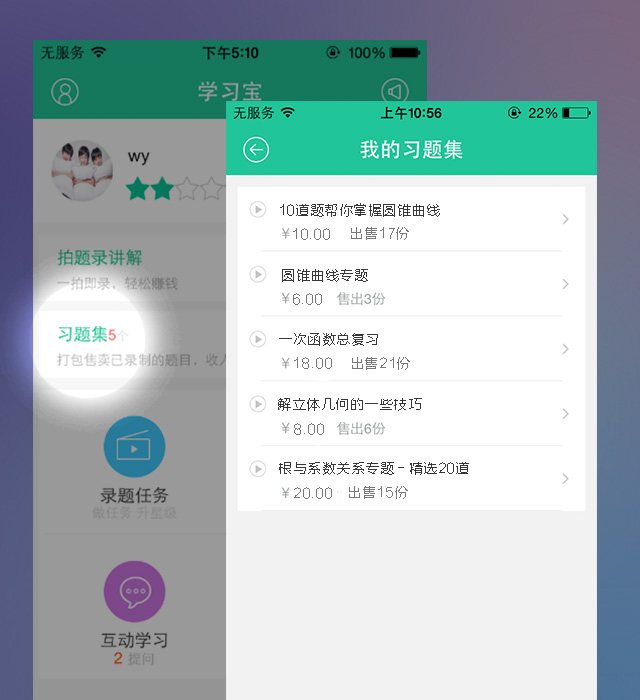 无服务 下午5:10 100%
学习宝
wy
拍题录讲解
一拍即录，轻松赚钱
习题集5个
打包售卖已录制的题目，收入
录题任务
做任务 升星级
互动学习
2 提问
无服务 上午10:56 22%
我的习题集
10道题帮你掌握圆锥曲线
￥10.00 出售17份
圆锥曲线专题
￥6.00 售出3份
一次函数总复习
￥18.00 出售21份
解立体几何的一些技巧
￥8.00 售出6份
根与系数关系专题 - 精选20道
￥20.00 出售15份